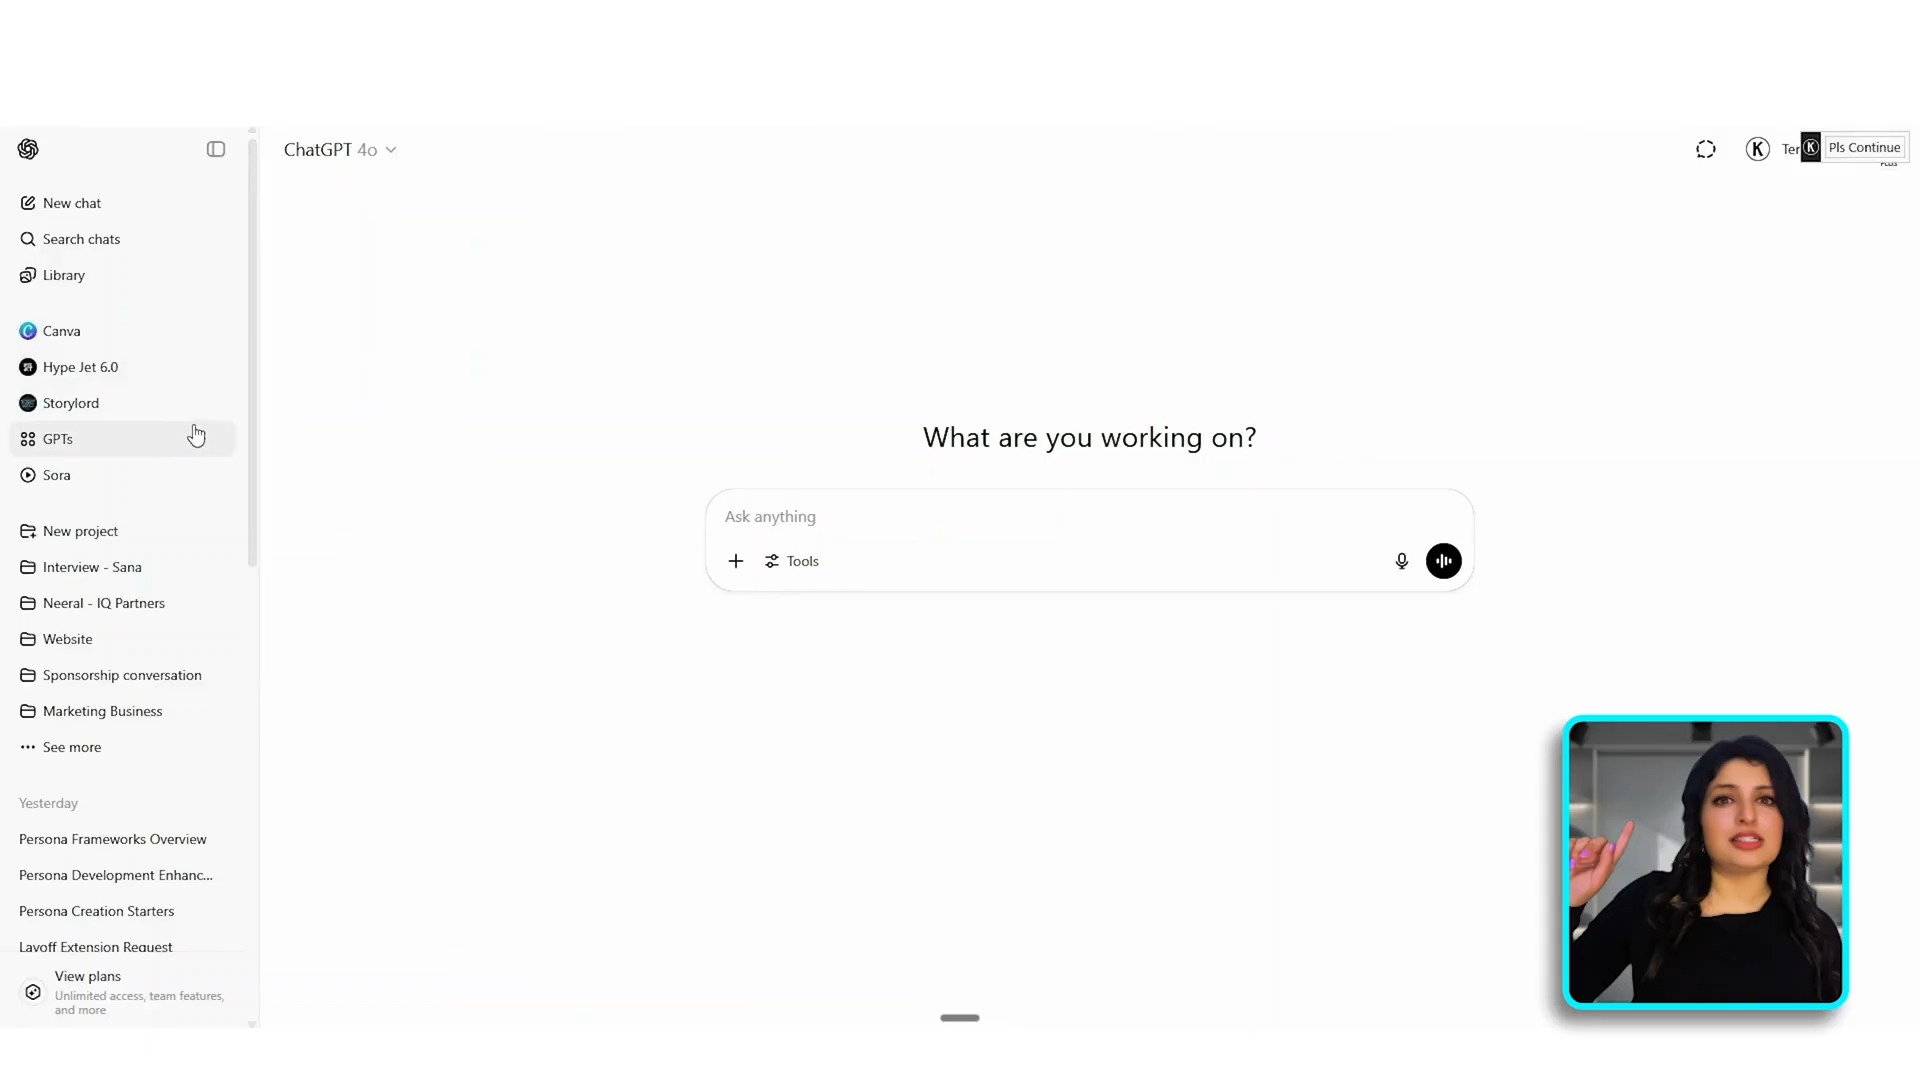 ChatGPT 4o
Ter
Pls Continue
New chat
Search chats
Library
Canva
Hype Jet 6.0
Storylord
GPTs
Sora
New project
Interview - Sana
Neeral - IQ Partners
Website
Sponsorship conversation
Marketing Business
See more
Yesterday
Persona Frameworks Overview
Persona Development Enhanc...
Persona Creation Starters
Layoff Extension Request
View plans
Unlimited access, team features,
and more
What are you working on?
Ask anything
Tools